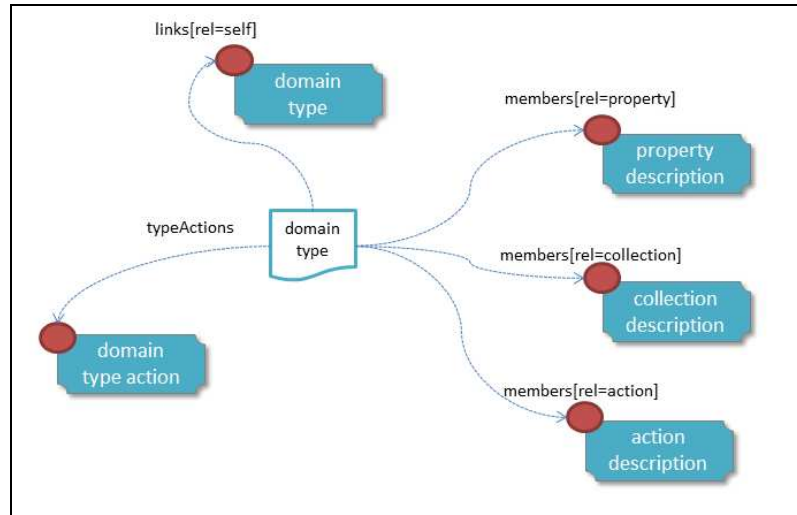 links[rel=self]
domain
type
members[rel=property]
property
description
typeActions
domain
type
members[rel=collection]
collection
description
domain
type action
members[rel=action]
action
description